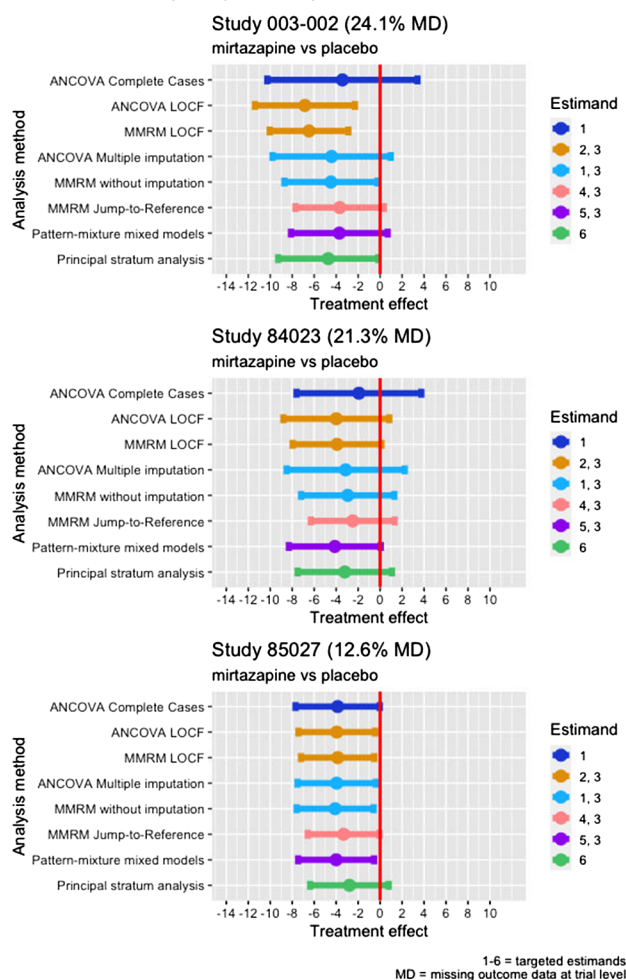 Study 003-002 (24.1% MD)
mirtazapine vs placebo
Analysis method
ANCOVA Complete Cases
ANCOVA LOCF
MMRM LOCF
ANCOVA Multiple imputation
MMRM without imputation
MMRM Jump-to-Reference
Pattern-mixture mixed models
Principal stratum analysis
-14 -12 -10 -8 -6 -4 -2 0 2 4 6 8 10
Treatment effect
Estimand
1
2, 3
1, 3
4, 3
5, 3
6
Study 84023 (21.3% MD)
mirtazapine vs placebo
Analysis method
ANCOVA Complete Cases
ANCOVA LOCF
MMRM LOCF
ANCOVA Multiple imputation
MMRM without imputation
MMRM Jump-to-Reference
Pattern-mixture mixed models
Principal stratum analysis
-14 -12 -10 -8 -6 -4 -2 0 2 4 6 8 10
Treatment effect
Estimand
1
2, 3
1, 3
4, 3
5, 3
6
Study 85027 (12.6% MD)
mirtazapine vs placebo
Analysis method
ANCOVA Complete Cases
ANCOVA LOCF
MMRM LOCF
ANCOVA Multiple imputation
MMRM without imputation
MMRM Jump-to-Reference
Pattern-mixture mixed models
Principal stratum analysis
-14 -12 -10 -8 -6 -4 -2 0 2 4 6 8 10
Treatment effect
Estimand
1
2, 3
1, 3
4, 3
5, 3
6
1-6 = targeted estimands
MD = missing outcome data at trial level